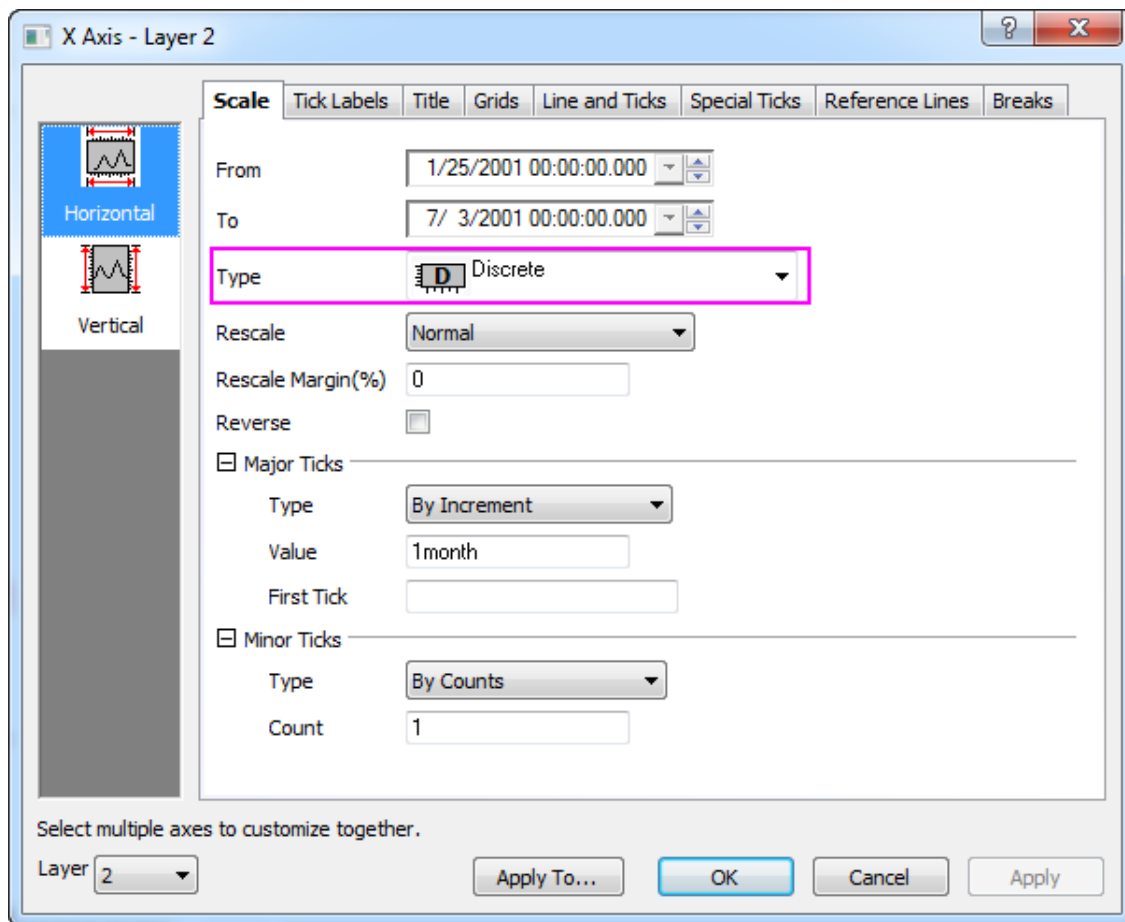 X Axis - Layer 2
Scale Tick Labels Title Grids Line and Ticks Special Ticks Reference Lines Breaks
Horizontal
Vertical
From 1/25/2001 00:00:00.000
To 7/ 3/2001 00:00:00.000
Type D Discrete
Rescale Normal
Rescale Margin(%) 0
Reverse
Major Ticks
Type By Increment
Value 1month
First Tick
Minor Ticks
Type By Counts
Count 1
Select multiple axes to customize together.
Layer 2 Apply To... OK Cancel Apply